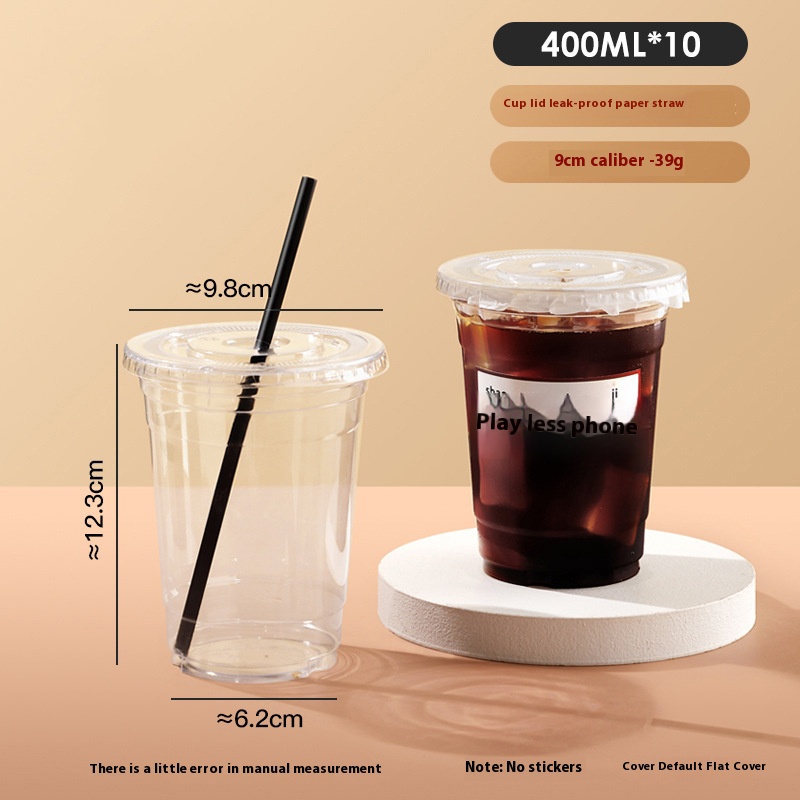 400ML*10
Cup lid leak-proof paper straw
9cm caliber -39g
≈9.8cm
≈12.3cm
Play less phone
≈6.2cm
There is a little error in manual measurement
Note: No stickers
Cover Default Flat Cover